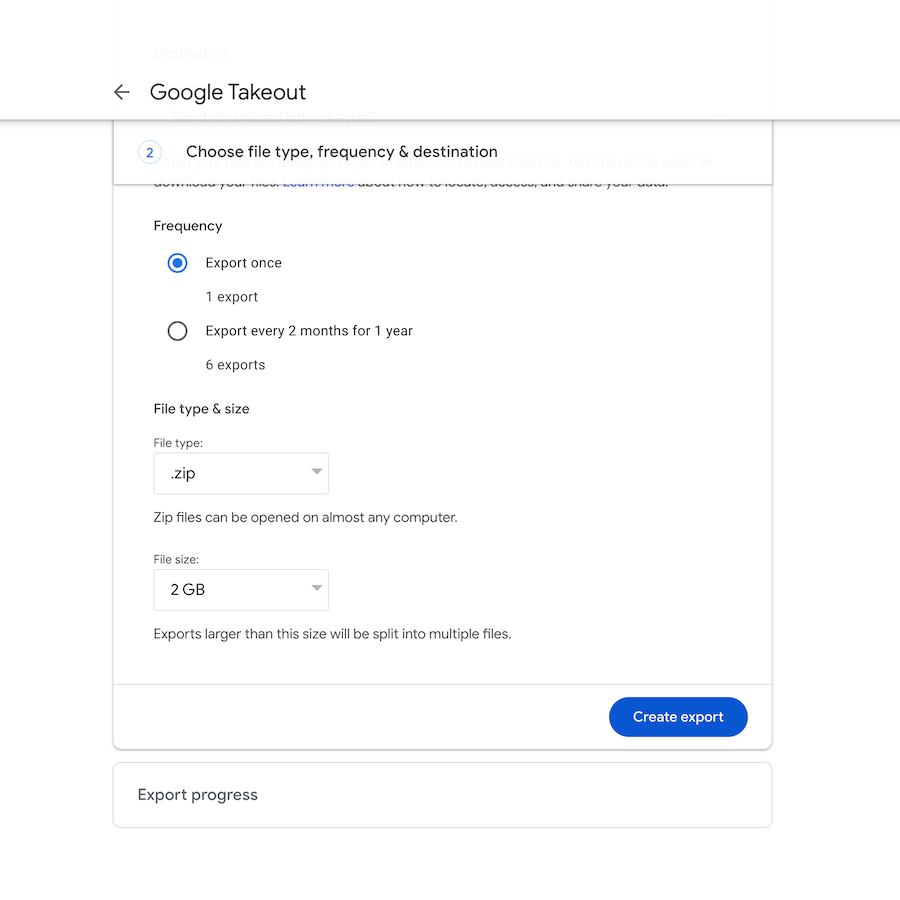 Destination
Google Takeout
Send download link via email
2 Choose file type, frequency & destination
download link. You'll have one week to
download your files. Learn more about how to locate, access, and share your data.
Frequency
Export once
1 export
Export every 2 months for 1 year
6 exports
File type & size
File type:
.zip
Zip files can be opened on almost any computer.
File size:
2 GB
Exports larger than this size will be split into multiple files.
Create export
Export progress